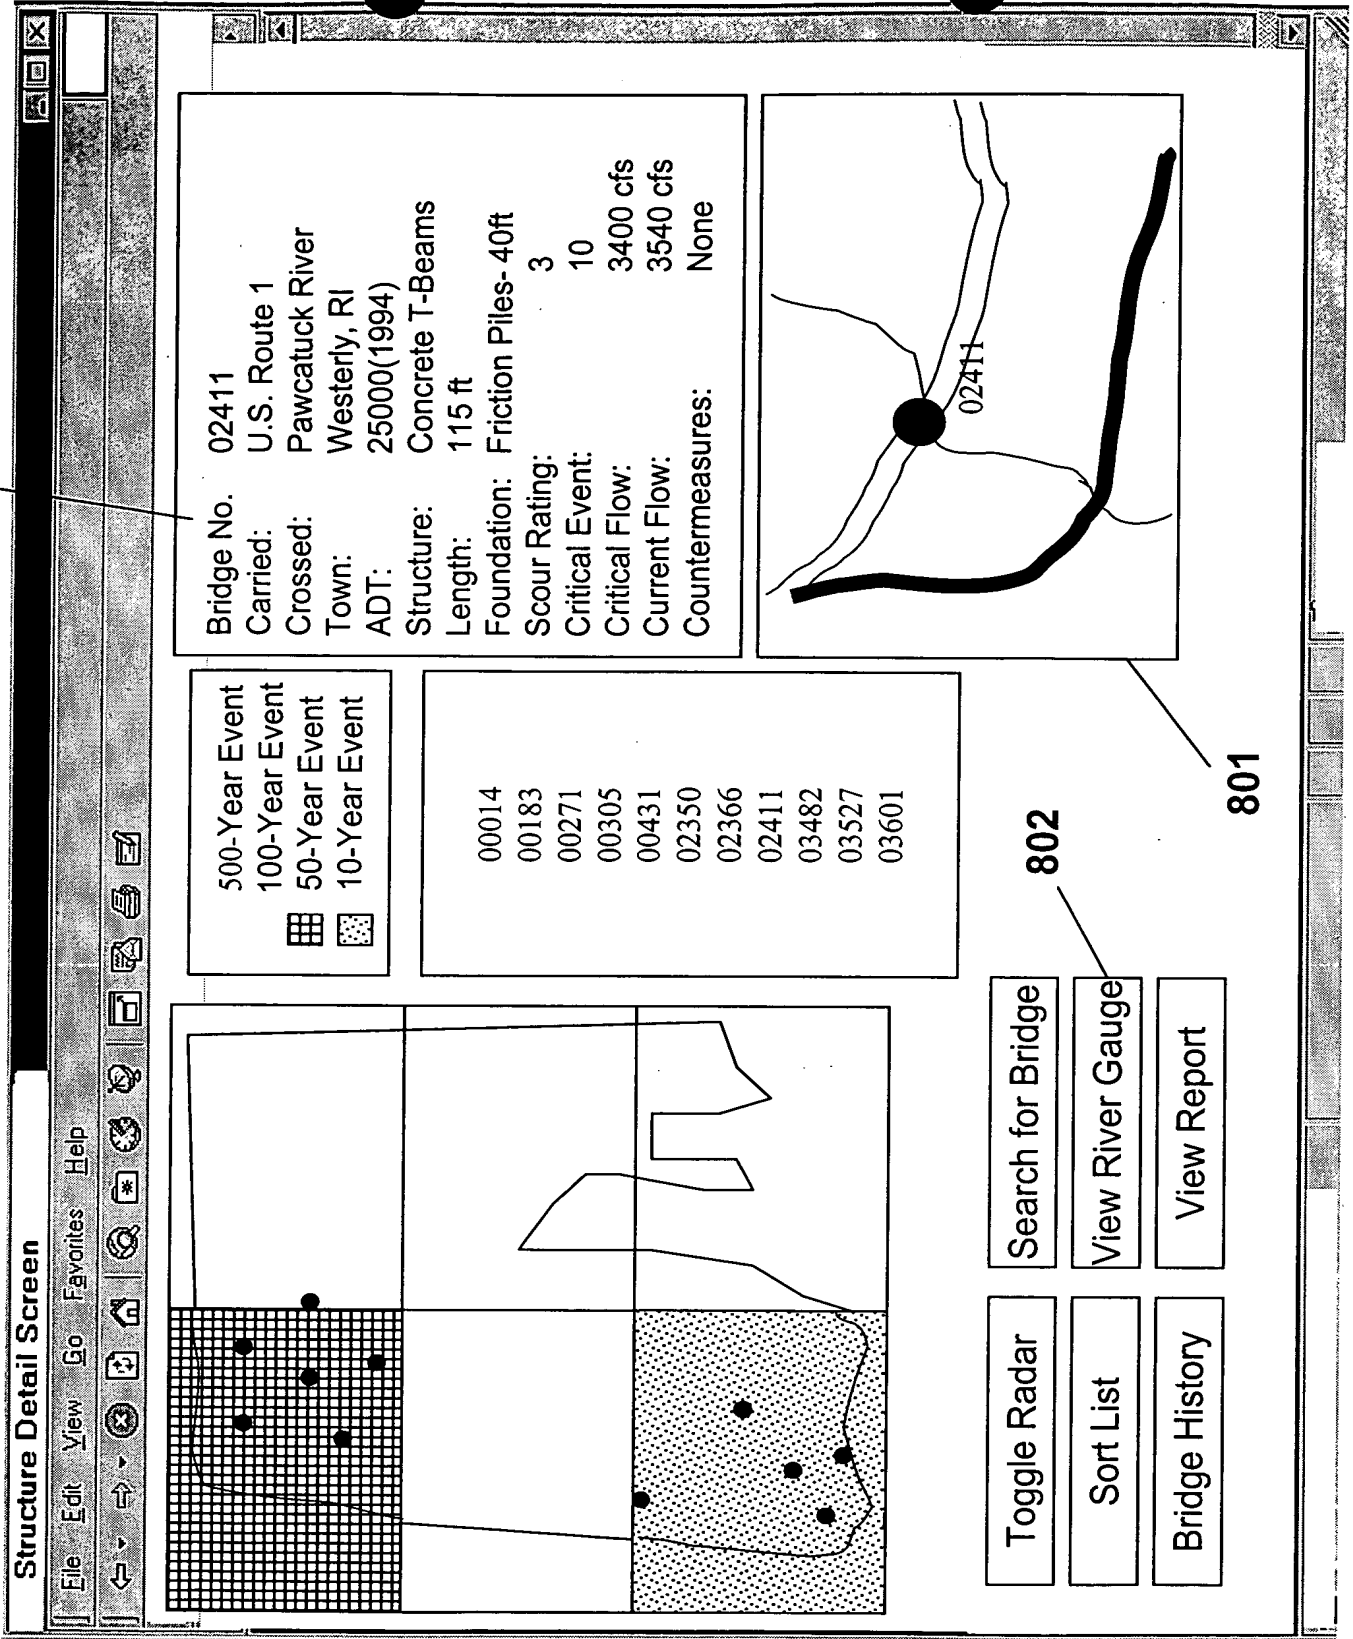 Structure Detail Screen
File Edit View Go Favorites Help
500-Year Event
100-Year Event
50-Year Event
10-Year Event
Bridge No. 02411
Carried: U.S. Route 1
Crossed: Pawcatuck River
Town: Westerly, RI
ADT: 25000(1994)
Structure: Concrete T-Beams
Length: 115 ft
Foundation: Friction Piles- 40ft
Scour Rating: 3
Critical Event: 10
Critical Flow: 3400 cfs
Current Flow: 3540 cfs
Countermeasures: None
00014
00183
00271
00305
00431
02350
02366
02411
03482
03527
03601
02411
Toggle Radar
Search for Bridge
Sort List
View River Gauge
Bridge History
View Report
802
801